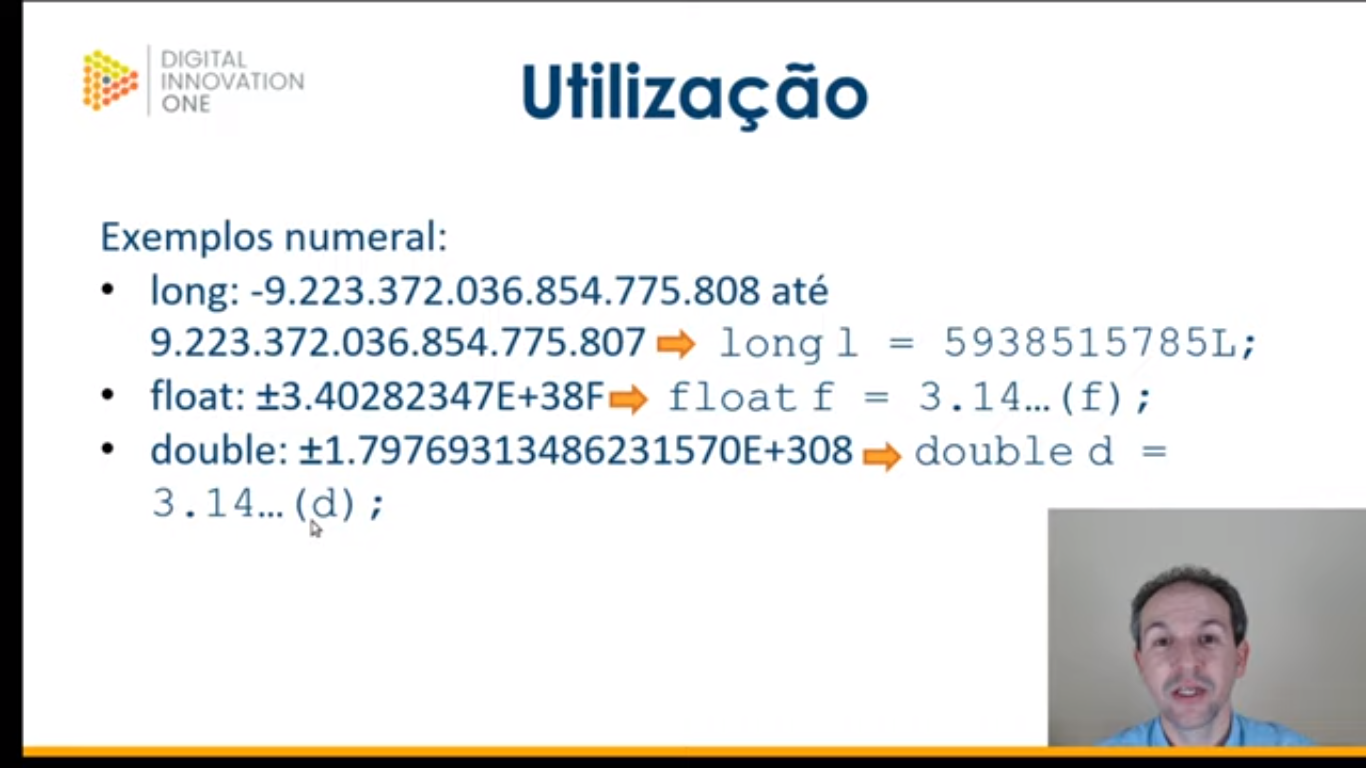 DIGITAL
INNOVATION
ONE
Utilização
Exemplos numeral:
• long: -9.223.372.036.854.775.808 até
9.223.372.036.854.775.807 long l = 5938515785L;
• float: ±3.40282347E+38F float f = 3.14…(f);
• double: ±1.79769313486231570E+308 double d =
3.14…(d);